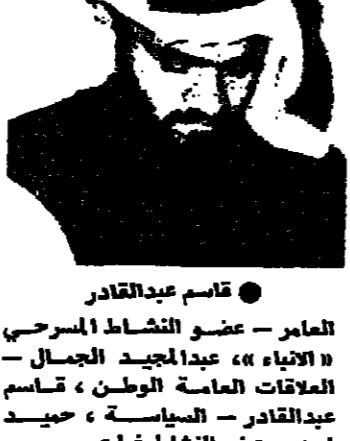 ● قاسم عبدالقادر
العامر — عضو النشاط المسرحي
«الانباء»، عبدالمجيد الجمال —
العلاقات العامة الوطن ، قاسم
عبدالقادر — السياسة ، حميد